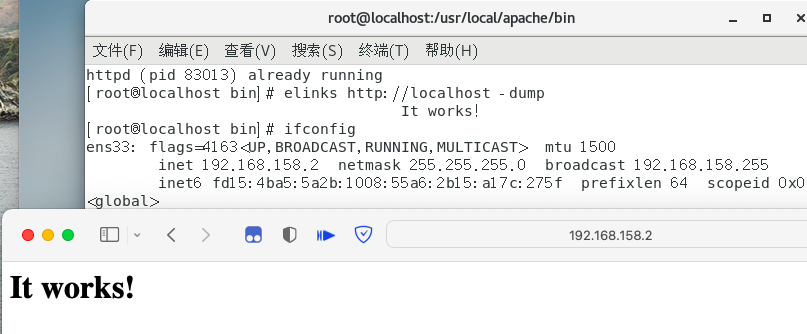 root@localhost:/usr/local/apache/bin
文件(F) 编辑(E) 查看(V) 搜索(S) 终端(T) 帮助(H)
httpd (pid 83013) already running
[root@localhost bin]# elinks http://localhost -dump
It works!
[root@localhost bin]# ifconfig
ens33: flags=4163<UP,BROADCAST,RUNNING,MULTICAST> mtu 1500
inet 192.168.158.2 netmask 255.255.255.0 broadcast 192.168.158.255
inet6 fd15:4ba5:5a2b:1008:55a6:2b15:a17c:275f prefixlen 64 scopeid 0x0
<global>
192.168.158.2
It works!